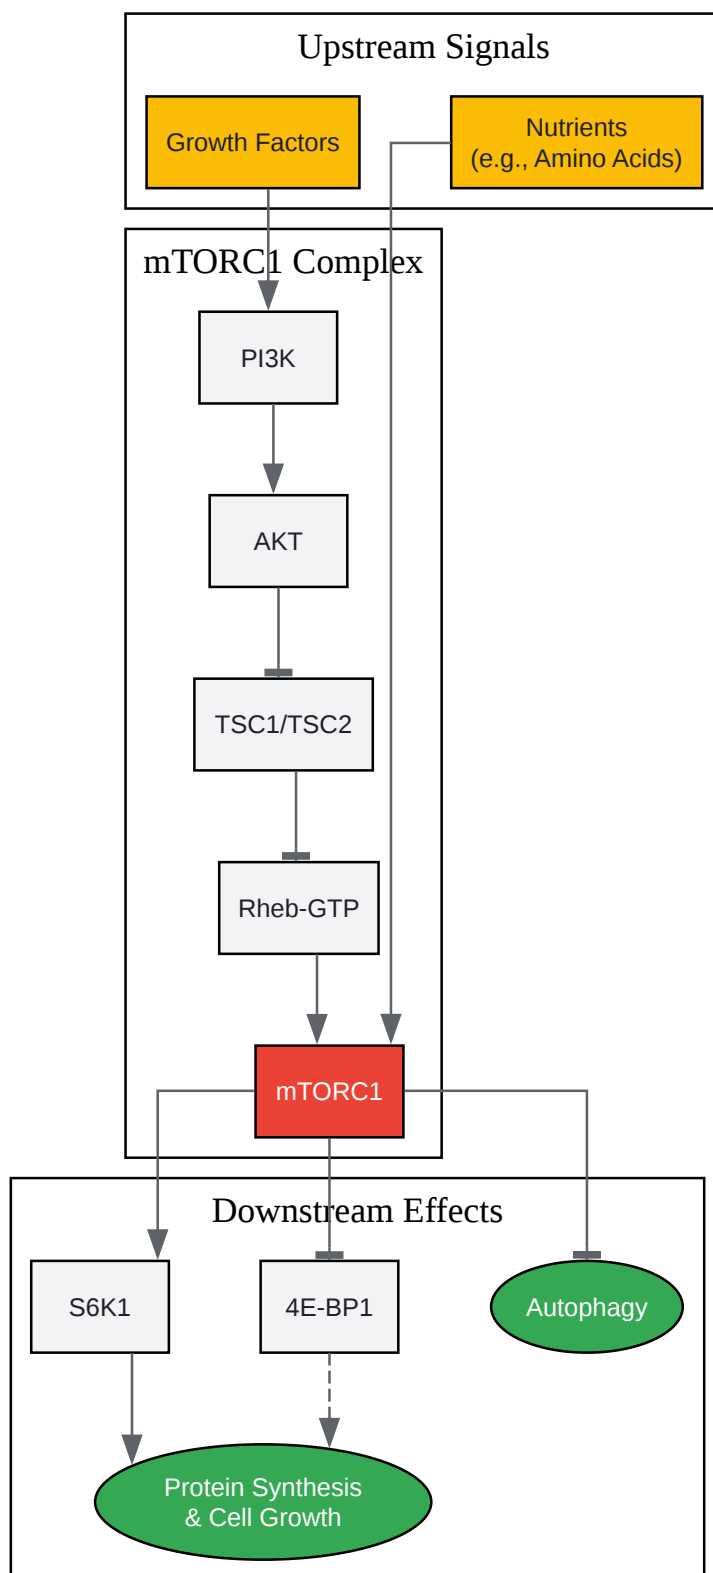 Upstream Signals
Growth Factors
Nutrients
(e.g., Amino Acids)
mTORC1 Complex
PI3K
AKT
TSC1/TSC2
Rheb-GTP
mTORC1
Downstream Effects
S6K1
4E-BP1
Autophagy
Protein Synthesis
& Cell Growth